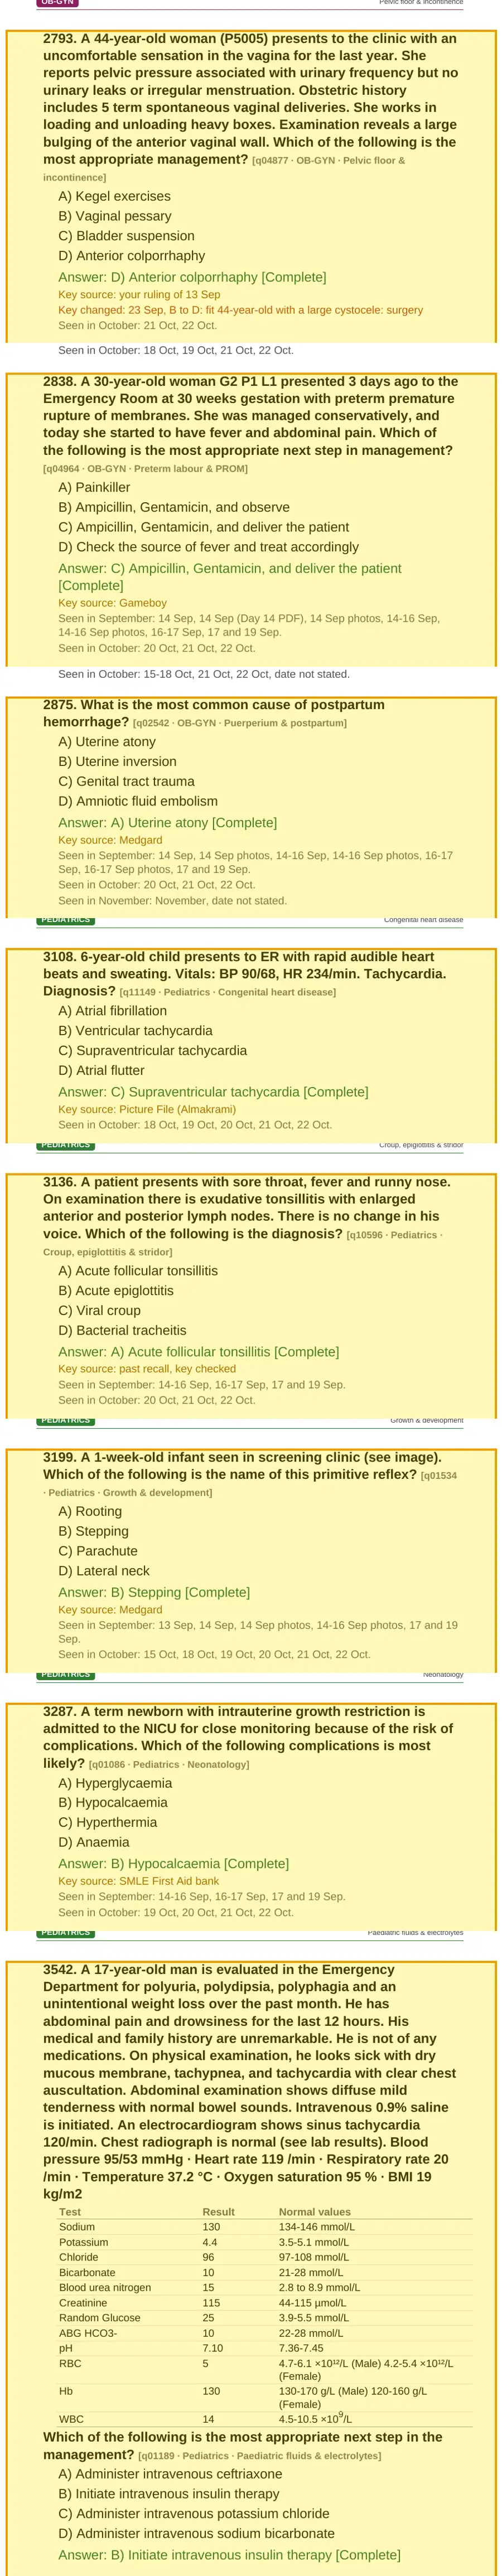 OB-GYN
Pelvic floor & incontinence
2793. A 44-year-old woman (P5005) presents to the clinic with an
uncomfortable sensation in the vagina for the last year. She
reports pelvic pressure associated with urinary frequency but no
urinary leaks or irregular menstruation. Obstetric history
includes 5 term spontaneous vaginal deliveries. She works in
loading and unloading heavy boxes. Examination reveals a large
bulging of the anterior vaginal wall. Which of the following is the
most appropriate management? [q04877 · OB-GYN · Pelvic floor &
incontinence]
A) Kegel exercises
B) Vaginal pessary
C) Bladder suspension
D) Anterior colporrhaphy
Answer: D) Anterior colporrhaphy [Complete]
Key source: your ruling of 13 Sep
Key changed: 23 Sep, B to D: fit 44-year-old with a large cystocele: surgery
Seen in October: 21 Oct, 22 Oct.
Seen in October: 18 Oct, 19 Oct, 21 Oct, 22 Oct.
2838. A 30-year-old woman G2 P1 L1 presented 3 days ago to the
Emergency Room at 30 weeks gestation with preterm premature
rupture of membranes. She was managed conservatively, and
today she started to have fever and abdominal pain. Which of
the following is the most appropriate next step in management?
[q04964 · OB-GYN · Preterm labour & PROM]
A) Painkiller
B) Ampicillin, Gentamicin, and observe
C) Ampicillin, Gentamicin, and deliver the patient
D) Check the source of fever and treat accordingly
Answer: C) Ampicillin, Gentamicin, and deliver the patient
[Complete]
Key source: Gameboy
Seen in September: 14 Sep, 14 Sep (Day 14 PDF), 14 Sep photos, 14-16 Sep,
14-16 Sep photos, 16-17 Sep, 17 and 19 Sep.
Seen in October: 20 Oct, 21 Oct, 22 Oct.
Seen in October: 15-18 Oct, 21 Oct, 22 Oct, date not stated.
2875. What is the most common cause of postpartum
hemorrhage? [q02542 · OB-GYN · Puerperium & postpartum]
A) Uterine atony
B) Uterine inversion
C) Genital tract trauma
D) Amniotic fluid embolism
Answer: A) Uterine atony [Complete]
Key source: Medgard
Seen in September: 14 Sep, 14 Sep photos, 14-16 Sep, 14-16 Sep photos, 16-17
Sep, 16-17 Sep photos, 17 and 19 Sep.
Seen in October: 20 Oct, 21 Oct, 22 Oct.
Seen in November: November, date not stated.
PEDIATRICS
Congenital heart disease
3108. 6-year-old child presents to ER with rapid audible heart
beats and sweating. Vitals: BP 90/68, HR 234/min. Tachycardia.
Diagnosis? [q11149 · Pediatrics · Congenital heart disease]
A) Atrial fibrillation
B) Ventricular tachycardia
C) Supraventricular tachycardia
D) Atrial flutter
Answer: C) Supraventricular tachycardia [Complete]
Key source: Picture File (Almakrami)
Seen in October: 18 Oct, 19 Oct, 20 Oct, 21 Oct, 22 Oct.
PEDIATRICS
Croup, epiglottitis & stridor
3136. A patient presents with sore throat, fever and runny nose.
On examination there is exudative tonsillitis with enlarged
anterior and posterior lymph nodes. There is no change in his
voice. Which of the following is the diagnosis? [q10596 · Pediatrics ·
Croup, epiglottitis & stridor]
A) Acute follicular tonsillitis
B) Acute epiglottitis
C) Viral croup
D) Bacterial tracheitis
Answer: A) Acute follicular tonsillitis [Complete]
Key source: past recall, key checked
Seen in September: 14-16 Sep, 16-17 Sep, 17 and 19 Sep.
Seen in October: 20 Oct, 21 Oct, 22 Oct.
PEDIATRICS
Growth & development
3199. A 1-week-old infant seen in screening clinic (see image).
Which of the following is the name of this primitive reflex? [q01534
· Pediatrics · Growth & development]
A) Rooting
B) Stepping
C) Parachute
D) Lateral neck
Answer: B) Stepping [Complete]
Key source: Medgard
Seen in September: 13 Sep, 14 Sep, 14 Sep photos, 14-16 Sep photos, 17 and 19
Sep.
Seen in October: 15 Oct, 18 Oct, 19 Oct, 20 Oct, 21 Oct, 22 Oct.
PEDIATRICS
Neonatology
3287. A term newborn with intrauterine growth restriction is
admitted to the NICU for close monitoring because of the risk of
complications. Which of the following complications is most
likely? [q01086 · Pediatrics · Neonatology]
A) Hyperglycaemia
B) Hypocalcaemia
C) Hyperthermia
D) Anaemia
Answer: B) Hypocalcaemia [Complete]
Key source: SMLE First Aid bank
Seen in September: 14-16 Sep, 16-17 Sep, 17 and 19 Sep.
Seen in October: 19 Oct, 20 Oct, 21 Oct, 22 Oct.
PEDIATRICS
Paediatric fluids & electrolytes
3542. A 17-year-old man is evaluated in the Emergency
Department for polyuria, polydipsia, polyphagia and an
unintentional weight loss over the past month. He has
abdominal pain and drowsiness for the last 12 hours. His
medical and family history are unremarkable. He is not of any
medications. On physical examination, he looks sick with dry
mucous membrane, tachypnea, and tachycardia with clear chest
auscultation. Abdominal examination shows diffuse mild
tenderness with normal bowel sounds. Intravenous 0.9% saline
is initiated. An electrocardiogram shows sinus tachycardia
120/min. Chest radiograph is normal (see lab results). Blood
pressure 95/53 mmHg · Heart rate 119 /min · Respiratory rate 20
/min · Temperature 37.2 °C · Oxygen saturation 95 % · BMI 19
kg/m2
Test Result Normal values
Sodium 130 134-146 mmol/L
Potassium 4.4 3.5-5.1 mmol/L
Chloride 96 97-108 mmol/L
Bicarbonate 10 21-28 mmol/L
Blood urea nitrogen 15 2.8 to 8.9 mmol/L
Creatinine 115 44-115 µmol/L
Random Glucose 25 3.9-5.5 mmol/L
ABG HCO3- 10 22-28 mmol/L
pH 7.10 7.36-7.45
RBC 5 4.7-6.1 ×10¹²/L (Male) 4.2-5.4 ×10¹²/L
(Female)
Hb 130 130-170 g/L (Male) 120-160 g/L
(Female)
WBC 14 4.5-10.5 ×10⁹/L
Which of the following is the most appropriate next step in the
management? [q01189 · Pediatrics · Paediatric fluids & electrolytes]
A) Administer intravenous ceftriaxone
B) Initiate intravenous insulin therapy
C) Administer intravenous potassium chloride
D) Administer intravenous sodium bicarbonate
Answer: B) Initiate intravenous insulin therapy [Complete]